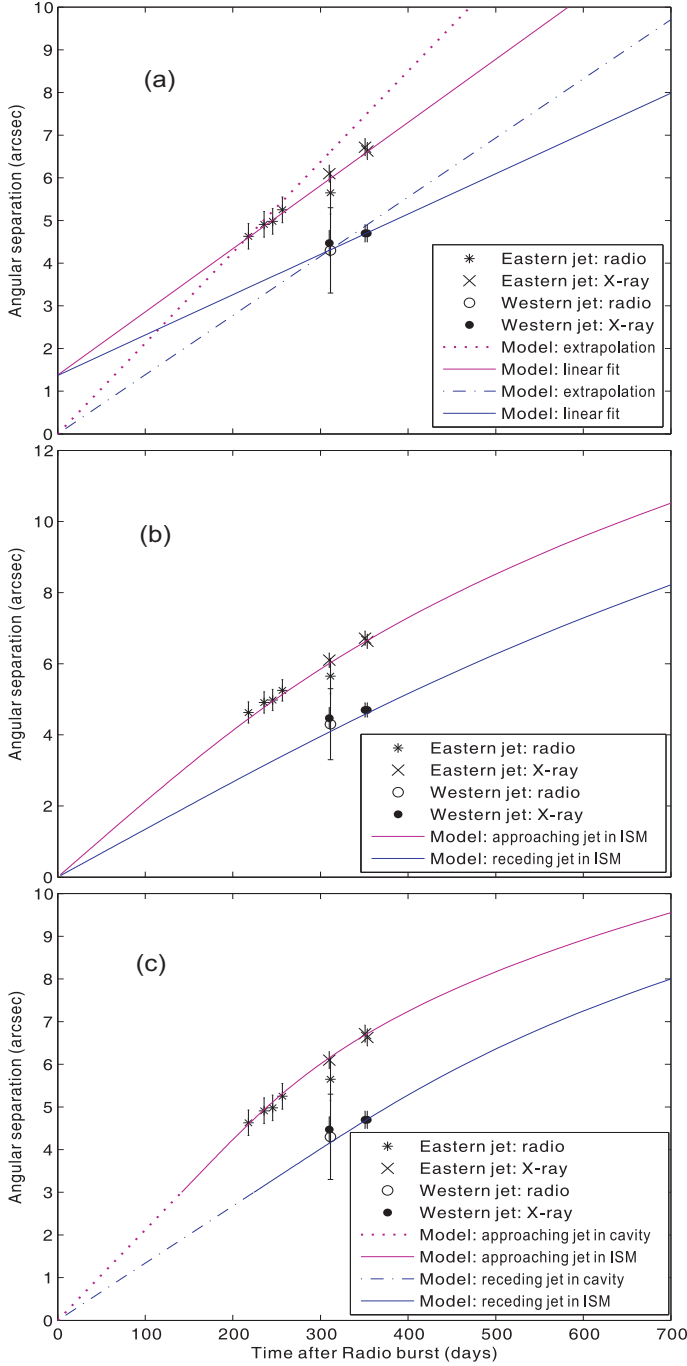 10
9
8
7
6
5
4
3
2
1
0
Angular separation (arcsec)
(a)
Eastern jet: radio
Eastern jet: X-ray
Western jet: radio
Western jet: X-ray
Model: extrapolation
Model: linear fit
Model: extrapolation
Model: linear fit
12
10
8
6
4
2
0
Angular separation (arcsec)
(b)
Eastern jet: radio
Eastern jet: X-ray
Western jet: radio
Western jet: X-ray
Model: approaching jet in ISM
Model: receding jet in ISM
10
9
8
7
6
5
4
3
2
1
0
Angular separation (arcsec)
(c)
Eastern jet: radio
Eastern jet: X-ray
Western jet: radio
Western jet: X-ray
Model: approaching jet in cavity
Model: approaching jet in ISM
Model: receding jet in cavity
Model: receding jet in ISM
0 100 200 300 400 500 600 700
Time after Radio burst (days)